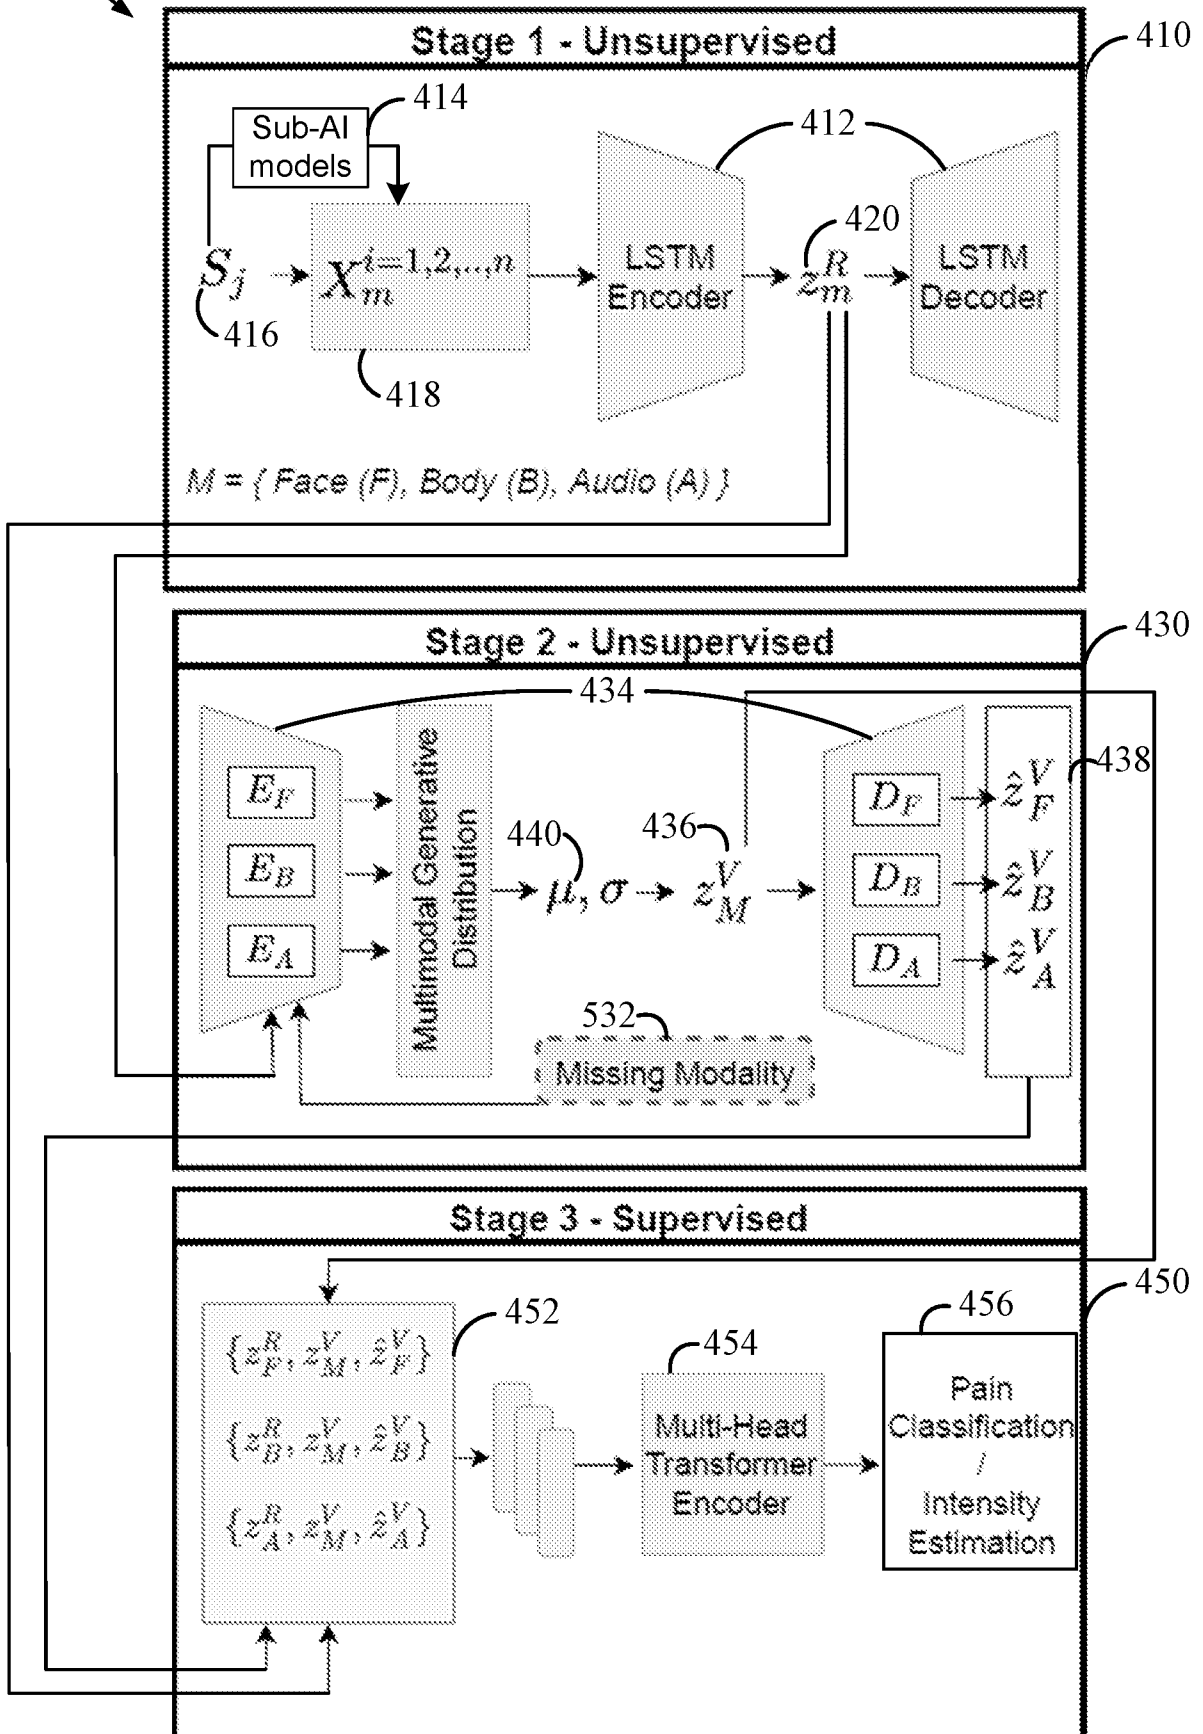 Stage 1 - Unsupervised
410
414
Sub-AI
models
412
420
S_j
X_m^{i=1,2,..,n}
LSTM
Encoder
z_m^R
LSTM
Decoder
416
418
M = { Face (F), Body (B), Audio (A) }
Stage 2 - Unsupervised
430
434
438
E_F
E_B
E_A
Multimodal Generative
Distribution
440
μ, σ
436
z_M^V
D_F
D_B
D_A
ẑ_F^V
ẑ_B^V
ẑ_A^V
532
Missing Modality
Stage 3 - Supervised
450
452
{z_F^R, z_M^V, ẑ_F^V}
{z_B^R, z_M^V, ẑ_B^V}
{z_A^R, z_M^V, ẑ_A^V}
454
Multi-Head
Transformer
Encoder
456
Pain
Classification
/
Intensity
Estimation